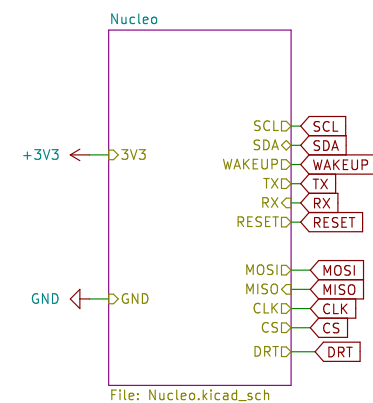 Nucleo
SCL SCL
SDA SDA
+3V3 3V3 WAKEUP WAKEUP
TX TX
RX RX
RESET RESET
MOSI MOSI
MISO MISO
GND GND CLK CLK
CS CS
DRT DRT
File: Nucleo.kicad_sch